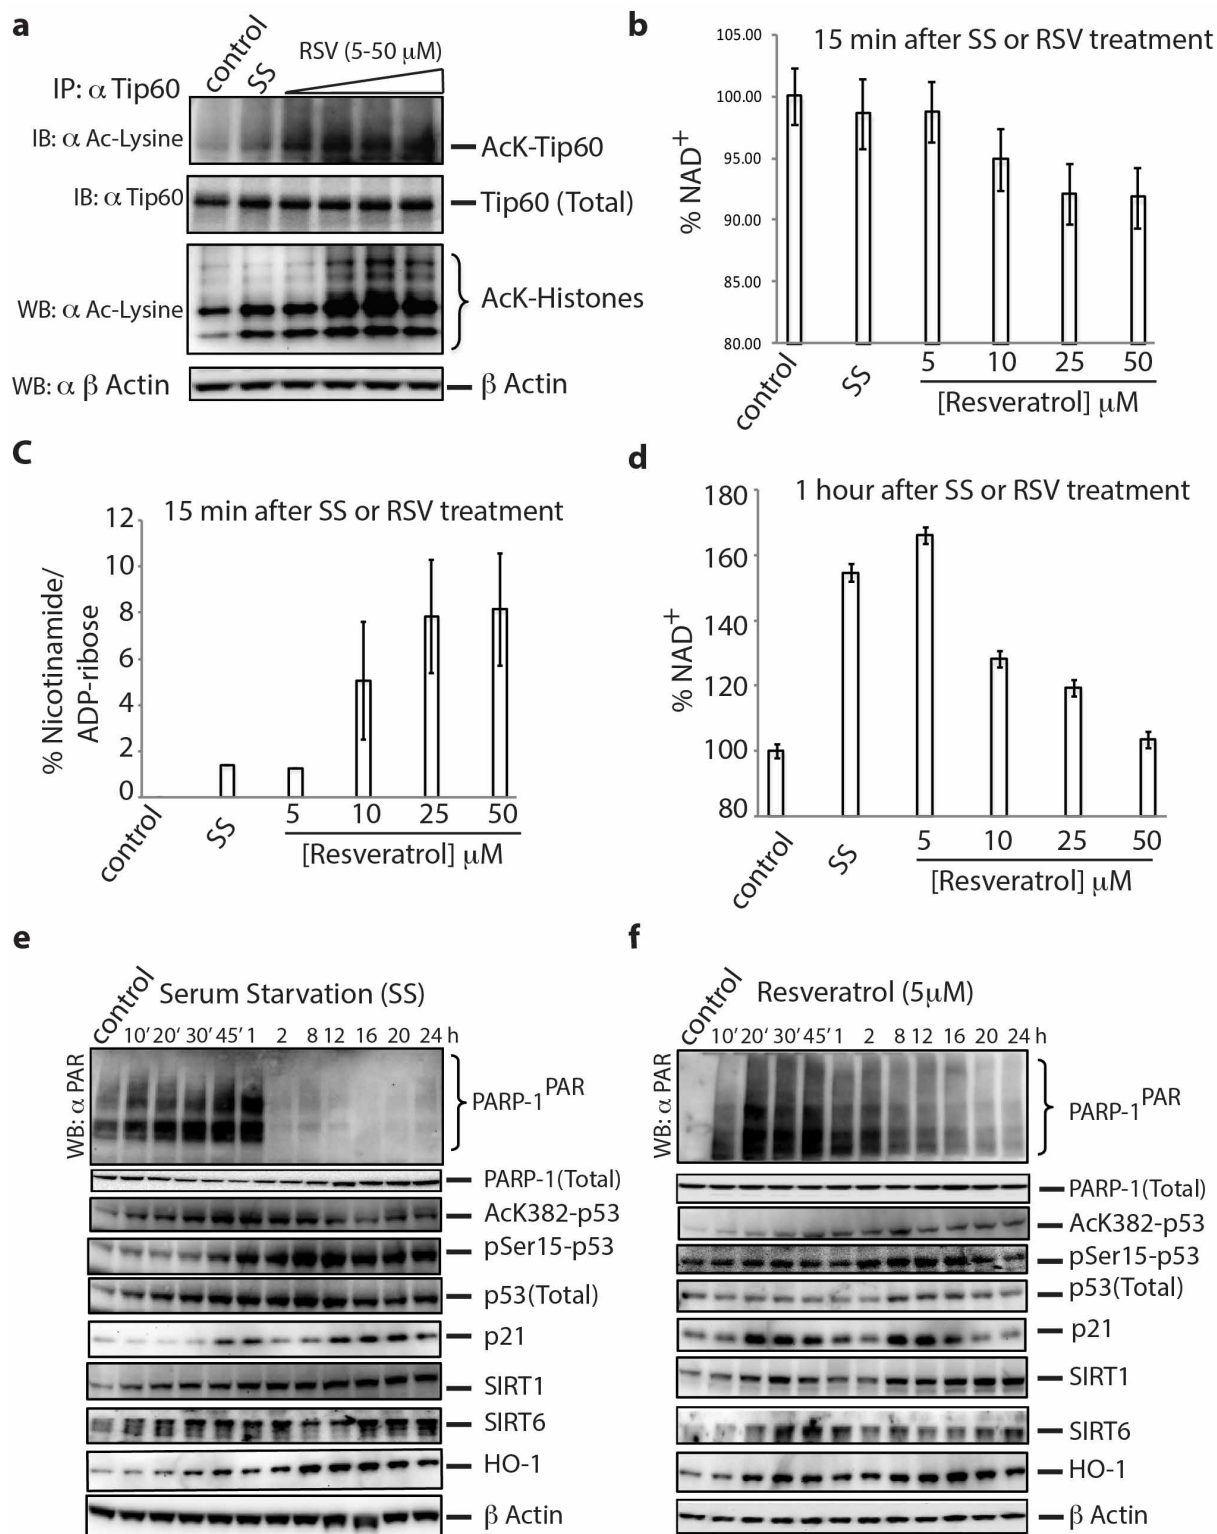 a
control
SS
RSV (5-50 μM)
IP: α Tip60
IB: α Ac-Lysine
AcK-Tip60
IB: α Tip60
Tip60 (Total)
WB: α Ac-Lysine
AcK-Histones
WB: α β Actin
β Actin
b
15 min after SS or RSV treatment
% NAD+
105.00
100.00
95.00
90.00
85.00
80.00
control
SS
5 10 25 50
[Resveratrol] μM
C
15 min after SS or RSV treatment
% Nicotinamide/
ADP-ribose
12
10
8
6
4
2
0
control
SS
5 10 25 50
[Resveratrol] μM
d
1 hour after SS or RSV treatment
% NAD+
180
160
140
120
100
80
control
SS
5 10 25 50
[Resveratrol] μM
e
control
Serum Starvation (SS)
10' 20' 30' 45' 1 2 8 12 16 20 24 h
WB: α PAR
PARP-1PAR
PARP-1(Total)
AcK382-p53
pSer15-p53
p53(Total)
p21
SIRT1
SIRT6
HO-1
β Actin
f
control
Resveratrol (5μM)
10' 20' 30' 45' 1 2 8 12 16 20 24 h
WB: α PAR
PARP-1PAR
PARP-1(Total)
AcK382-p53
pSer15-p53
p53(Total)
p21
SIRT1
SIRT6
HO-1
β Actin